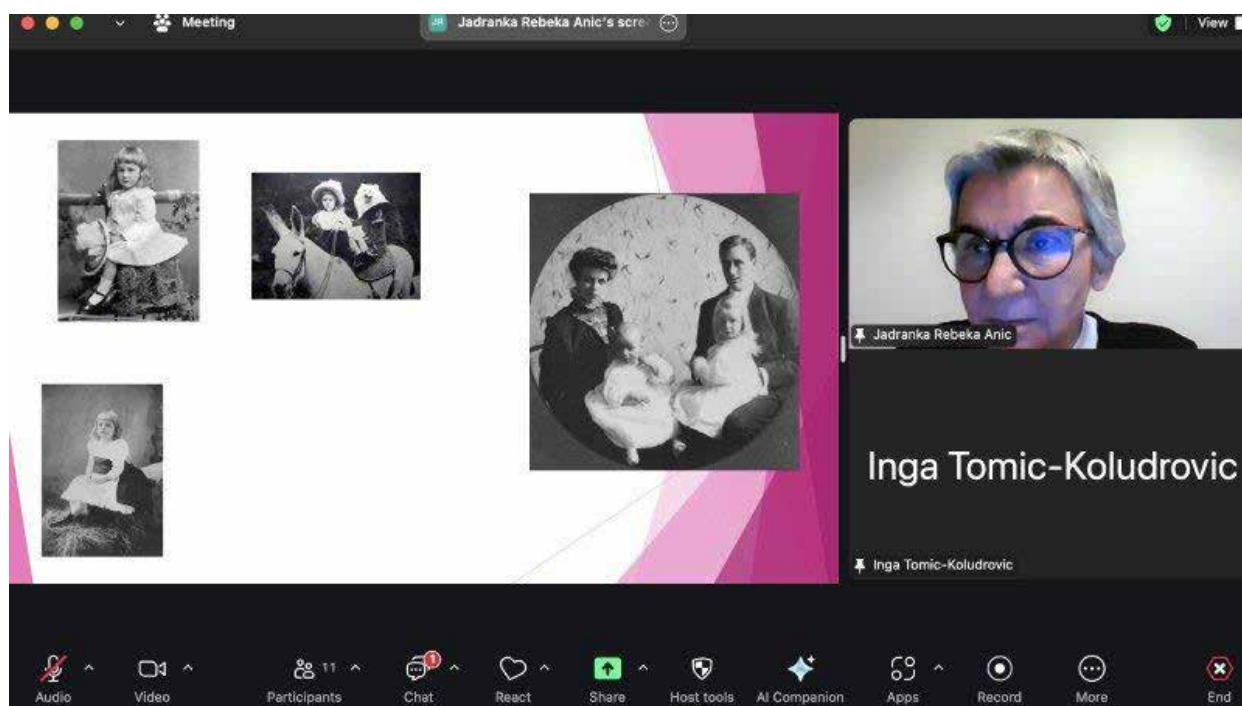 Meeting
JR Jadranka Rebeka Anic's scre
View
Jadranka Rebeka Anic
Inga Tomic-Koludrovic
Inga Tomic-Koludrovic
11
1
Audio
Video
Participants
Chat
React
Share
Host tools
AI Companion
Apps
Record
More
End